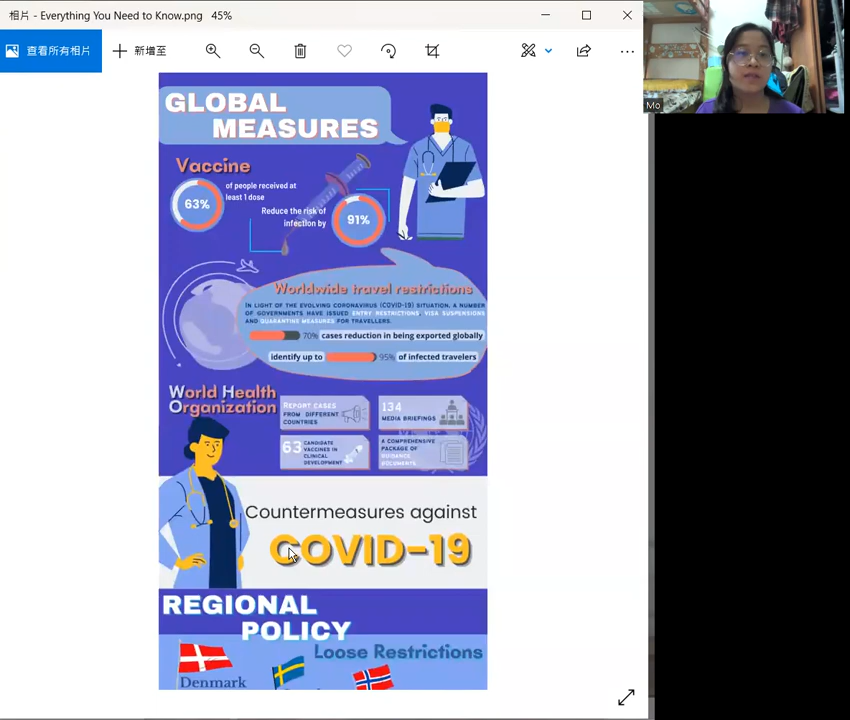 相片 - Everything You Need to Know.png 45%
查看所有相片
新增至
Mo
GLOBAL
MEASURES
Vaccine
63%
of people received at
least 1 dose
Reduce the risk of
infection by
91%
Worldwide travel restrictions
IN LIGHT OF THE EVOLVING CORONAVIRUS (COVID-19) SITUATION, A NUMBER
OF GOVERNMENTS HAVE ISSUED ENTRY RESTRICTIONS, VISA SUSPENSIONS
AND QUARANTINE MEASURES FOR TRAVELLERS.
70% cases reduction in being exported globally
identify up to 95% of infected travelers
World Health
Organization
REPORT CASES
FROM DIFFERENT
COUNTRIES
134
MEDIA BRIEFINGS
63 CANDIDATE
VACCINES IN
CLINICAL
DEVELOPMENT
A COMPREHENSIVE
PACKAGE OF
GUIDANCE
DOCUMENTS
Countermeasures against
COVID-19
REGIONAL
POLICY
Loose Restrictions
Denmark